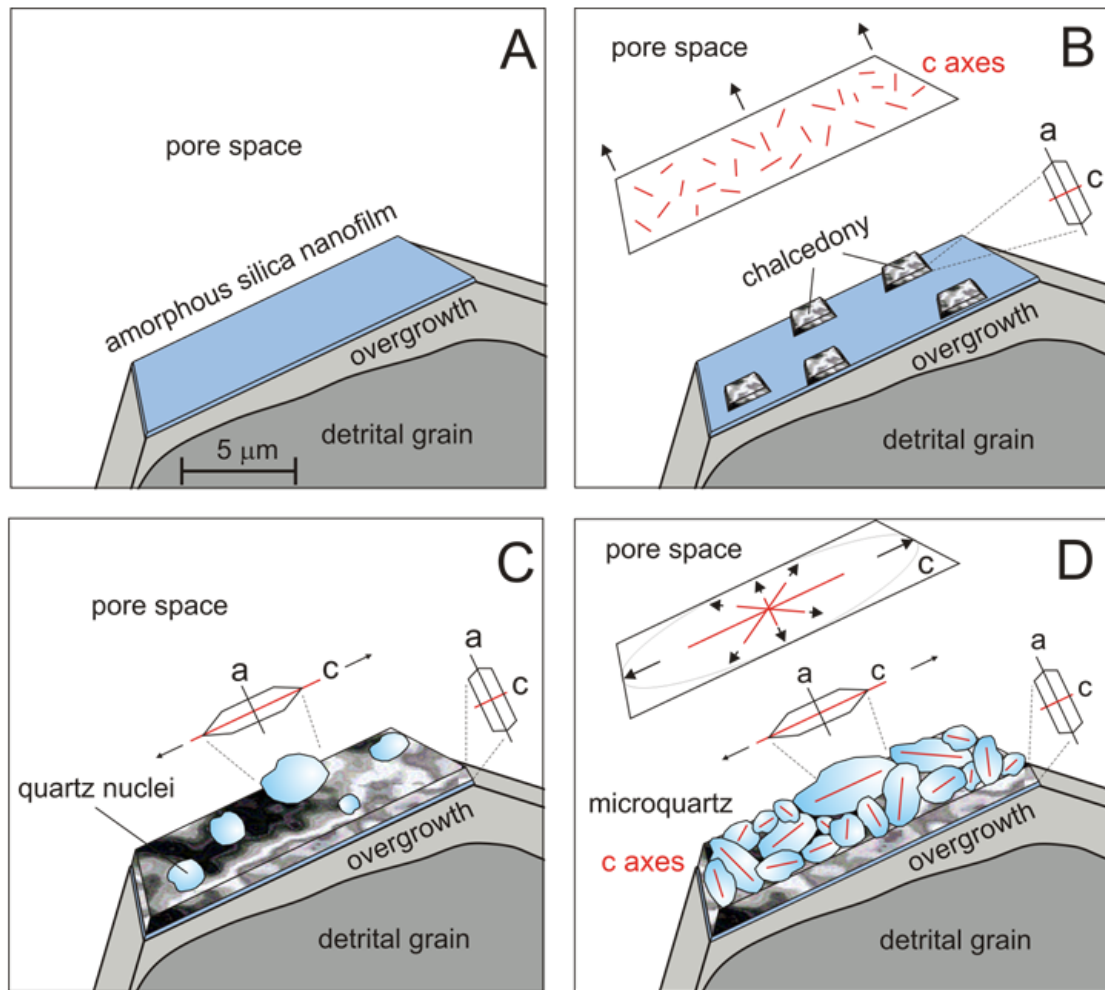 A
pore space
amorphous silica nanofilm
overgrowth
detrital grain
5 μm
B
pore space
c axes
a
c
chalcedony
overgrowth
detrital grain
C
pore space
a
c
a
c
quartz nuclei
overgrowth
detrital grain
D
pore space
c
a
c
a
c
microquartz
c axes
overgrowth
detrital grain